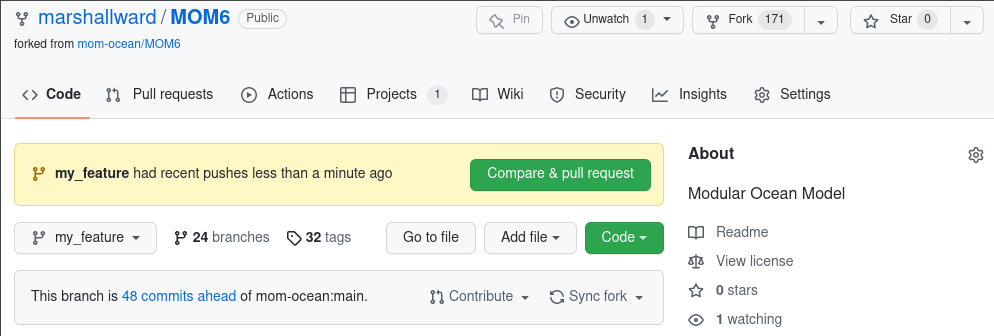 marshallward / MOM6 Public Pin Unwatch 1 Fork 171 Star 0
forked from mom-ocean/MOM6
Code Pull requests Actions Projects 1 Wiki Security Insights Settings
my_feature had recent pushes less than a minute ago Compare & pull request
my_feature 24 branches 32 tags Go to file Add file Code
This branch is 48 commits ahead of mom-ocean:main. Contribute Sync fork
About
Modular Ocean Model
Readme
View license
0 stars
1 watching